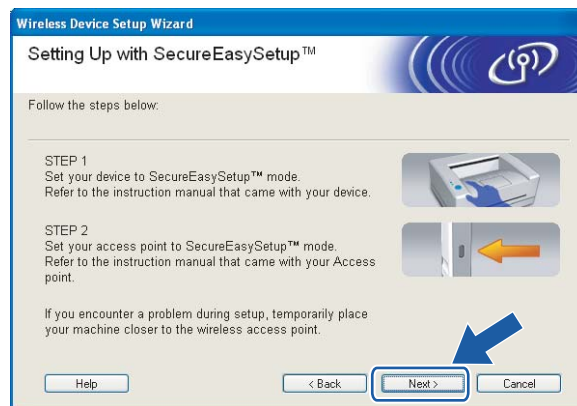 Wireless Device Setup Wizard
Setting Up with SecureEasySetup™
Follow the steps below:
STEP 1
Set your device to SecureEasySetup™ mode.
Refer to the instruction manual that came with your device.
STEP 2
Set your access point to SecureEasySetup™ mode.
Refer to the instruction manual that came with your Access
point.
If you encounter a problem during setup, temporarily place
your machine closer to the wireless access point.
Help
< Back
Next >
Cancel